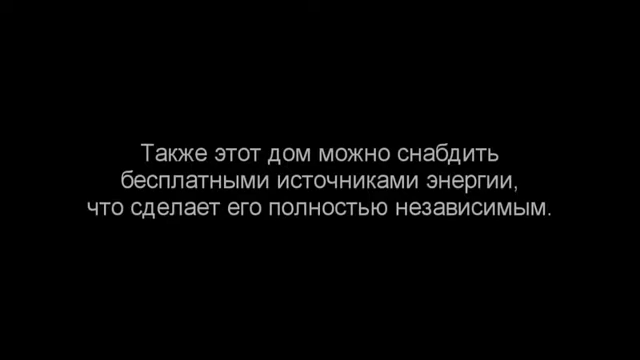 Также этот дом можно снабдить
бесплатными источниками энергии,
что сделает его полностью независимым.